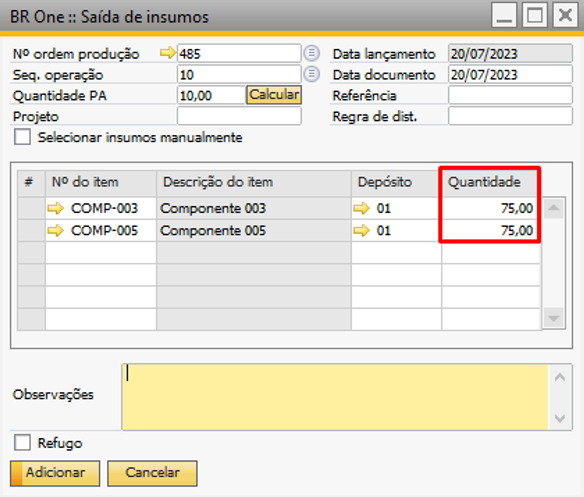 BR One :: Saída de insumos
Nº ordem produção 485 Data lançamento 20/07/2023
Seq. operação 10 Data documento 20/07/2023
Quantidade PA 10,00 Calcular Referência
Projeto Regra de dist.
Selecionar insumos manualmente
# Nº do item Descrição do item Depósito Quantidade
COMP-003 Componente 003 01 75,00
COMP-005 Componente 005 01 75,00
Observações
Refugo
Adicionar Cancelar